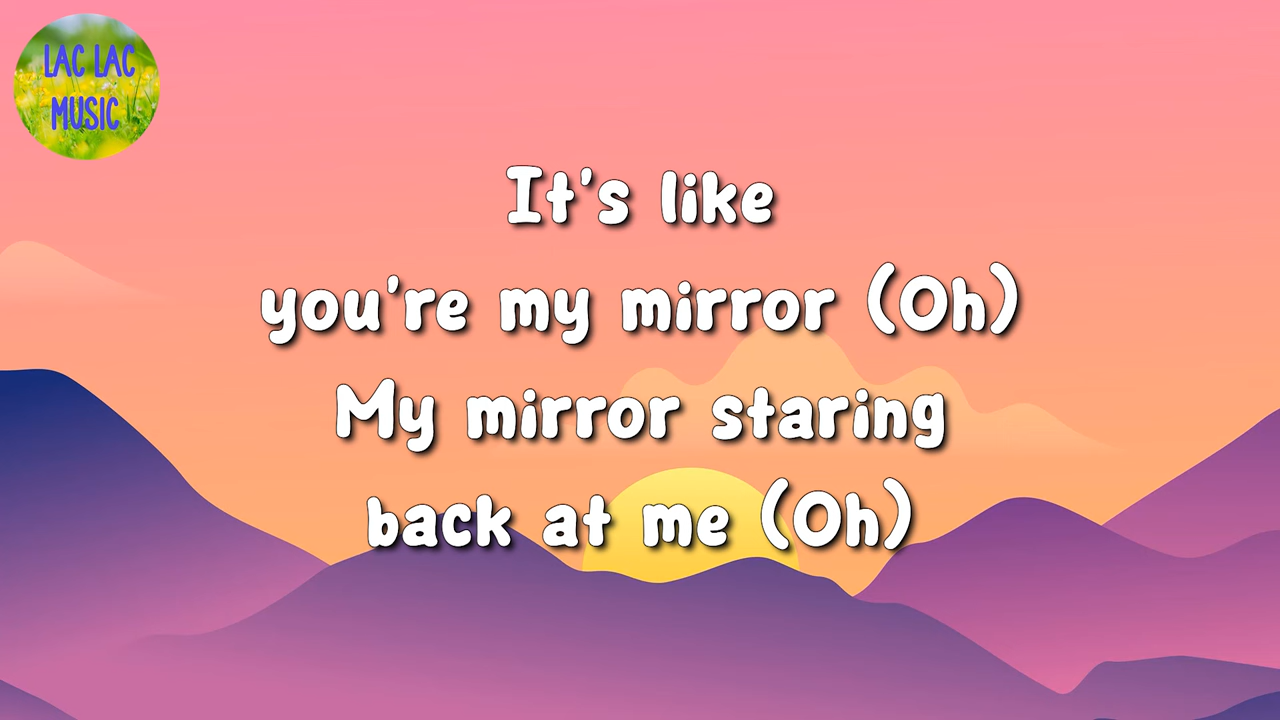 LAC LAC
MUSIC
It's like
you're my mirror (Oh)
My mirror staring
back at me (Oh)